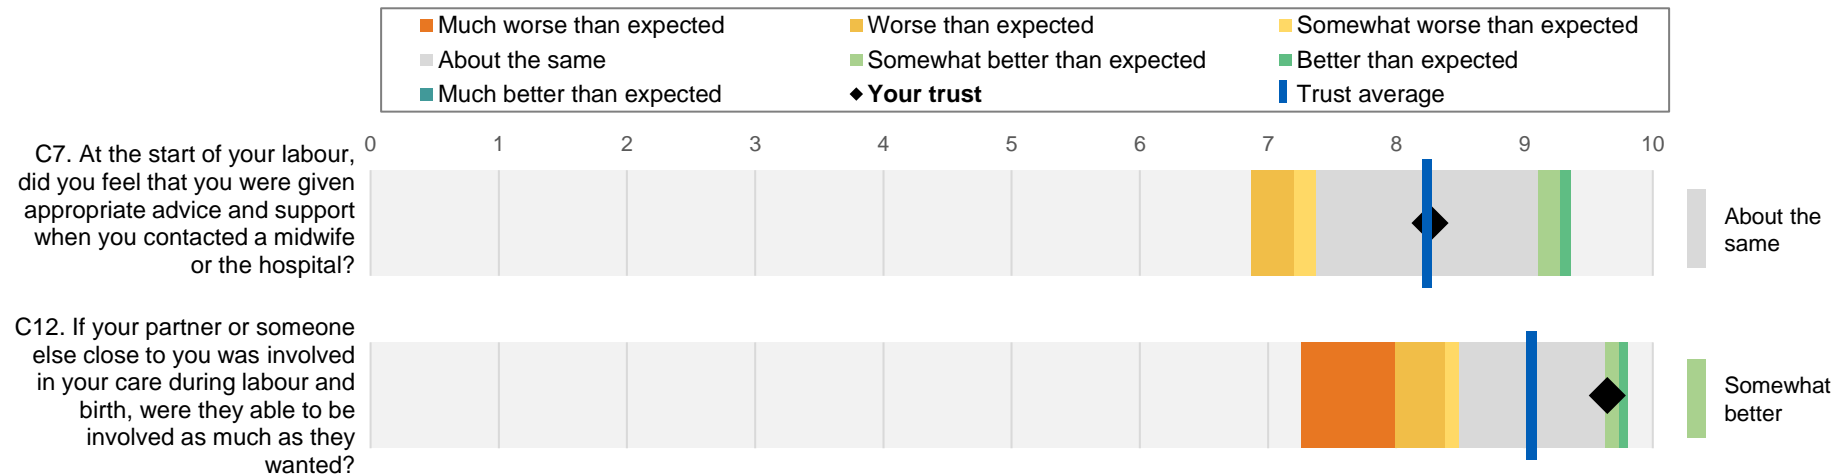 Much worse than expected
Worse than expected
Somewhat worse than expected
About the same
Somewhat better than expected
Better than expected
Much better than expected
Your trust
Trust average
0 1 2 3 4 5 6 7 8 9 10
C7. At the start of your labour,
did you feel that you were given
appropriate advice and support
when you contacted a midwife
or the hospital?
About the
same
C12. If your partner or someone
else close to you was involved
in your care during labour and
birth, were they able to be
involved as much as they
wanted?
Somewhat
better